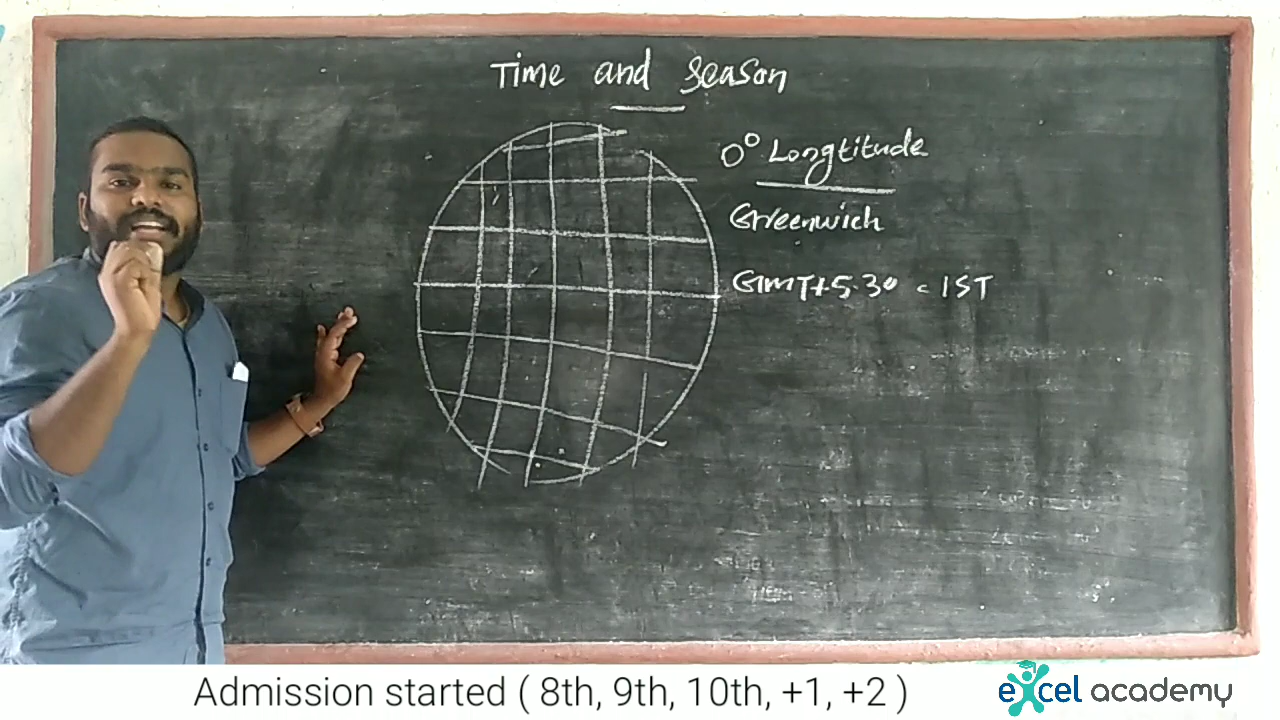 Time and Season
0° Longtitude
Greenwich
GMT+5.30 = IST
Admission started ( 8th, 9th, 10th, +1, +2 )
excel academy